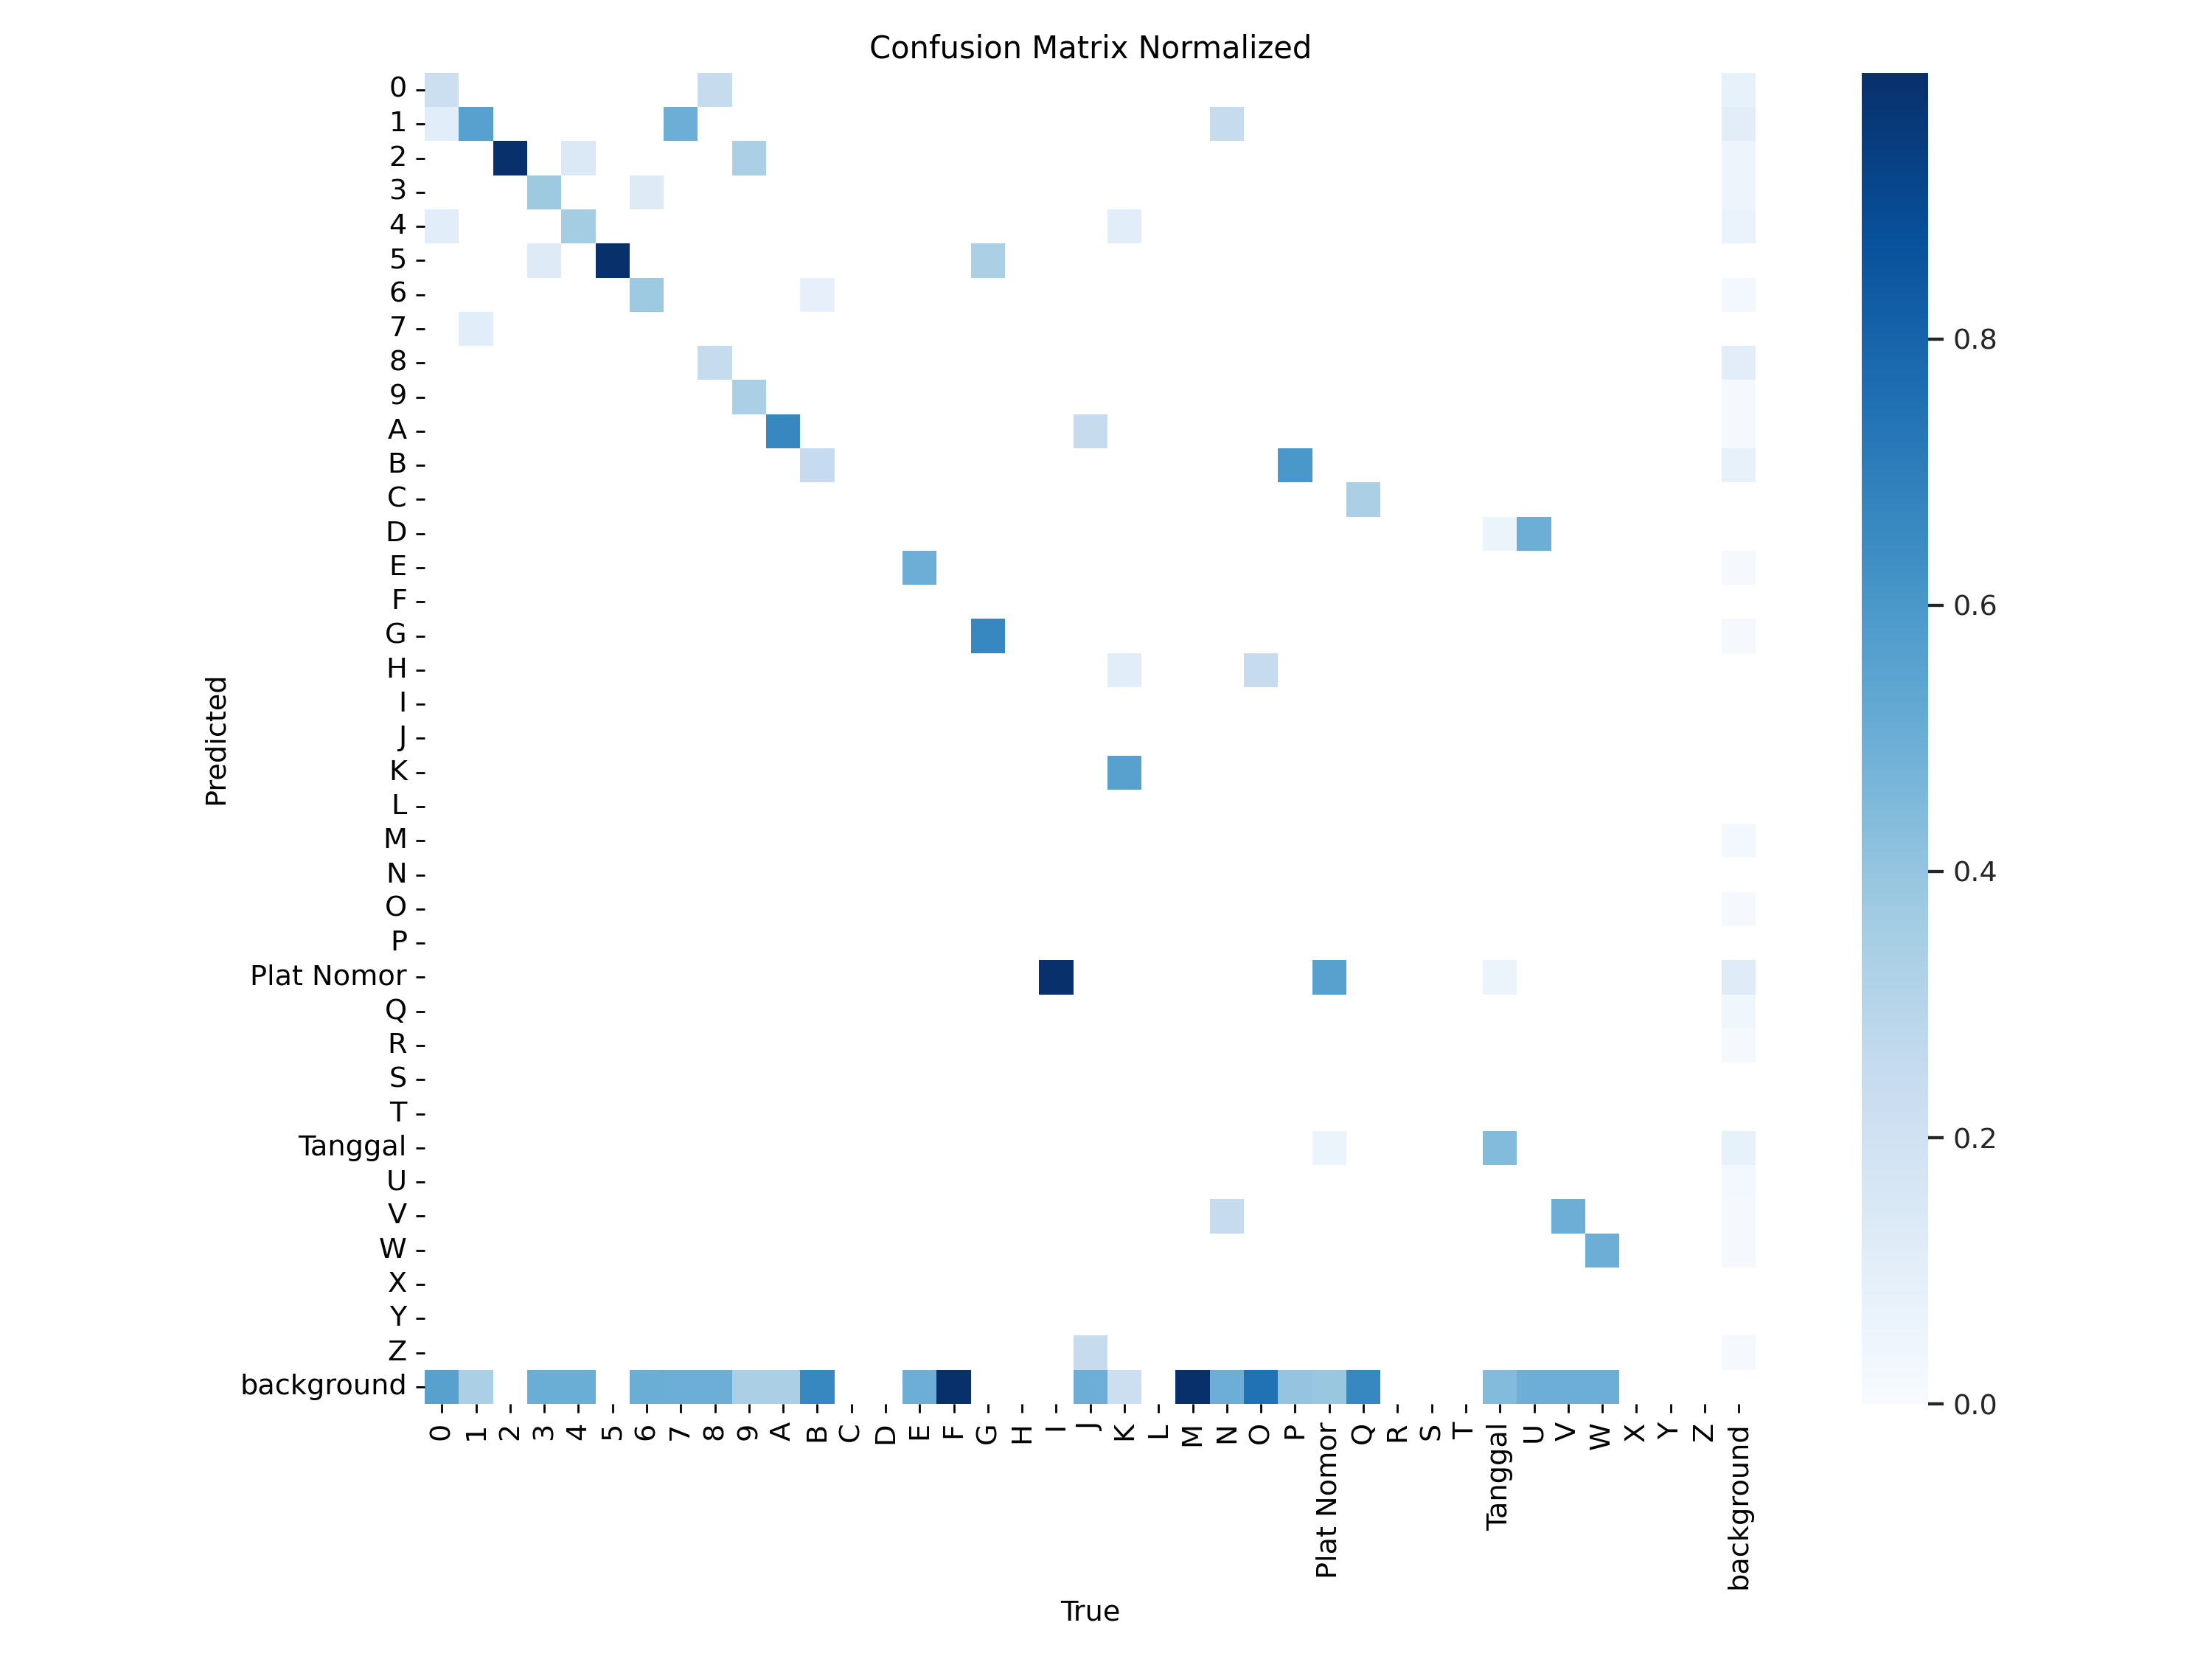 Confusion Matrix Normalized
Predicted
0
1
2
3
4
5
6
7
8
9
A
B
C
D
E
F
G
H
I
J
K
L
M
N
O
P
Plat Nomor
Q
R
S
T
Tanggal
U
V
W
X
Y
Z
background
0 1 2 3 4 5 6 7 8 9 A B C D E F G H I J K L M N O P Plat Nomor Q R S T Tanggal U V W X Y Z background
True
0.8
0.6
0.4
0.2
0.0